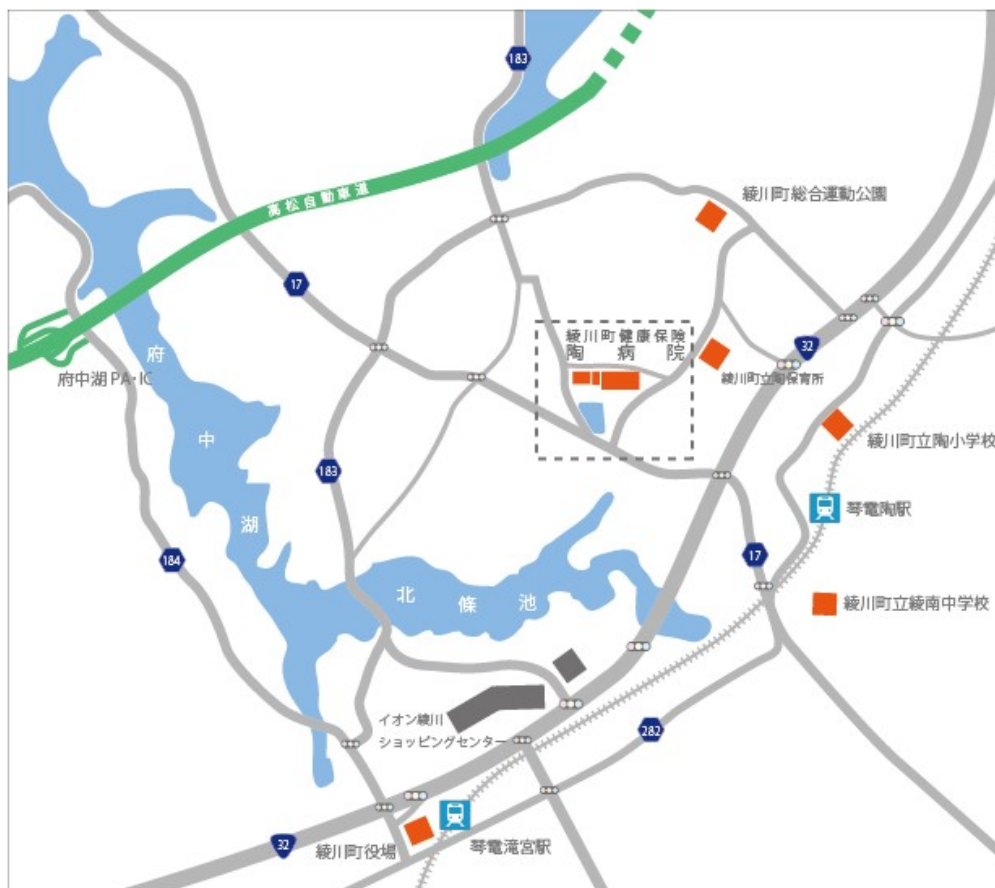 183
高松自動車道
綾川町総合運動公園
17
32
綾川町健康保険
陶病院
府中湖PA・IC
綾川町立陶保育所
府中湖
綾川町立陶小学校
183
琴電陶駅
184
17
北條池
綾川町立綾南中学校
イオン綾川
ショッピングセンター
282
32
綾川町役場
琴電滝宮駅